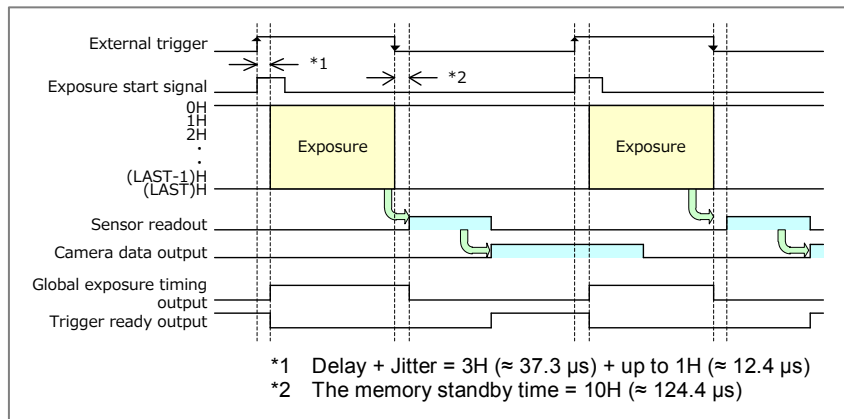 External trigger
*1
*2
Exposure start signal
0H
1H
2H
·
·
(LAST-1)H
(LAST)H
Exposure
Exposure
Sensor readout
Camera data output
Global exposure timing
output
Trigger ready output
*1 Delay + Jitter = 3H (≈ 37.3 μs) + up to 1H (≈ 12.4 μs)
*2 The memory standby time = 10H (≈ 124.4 μs)